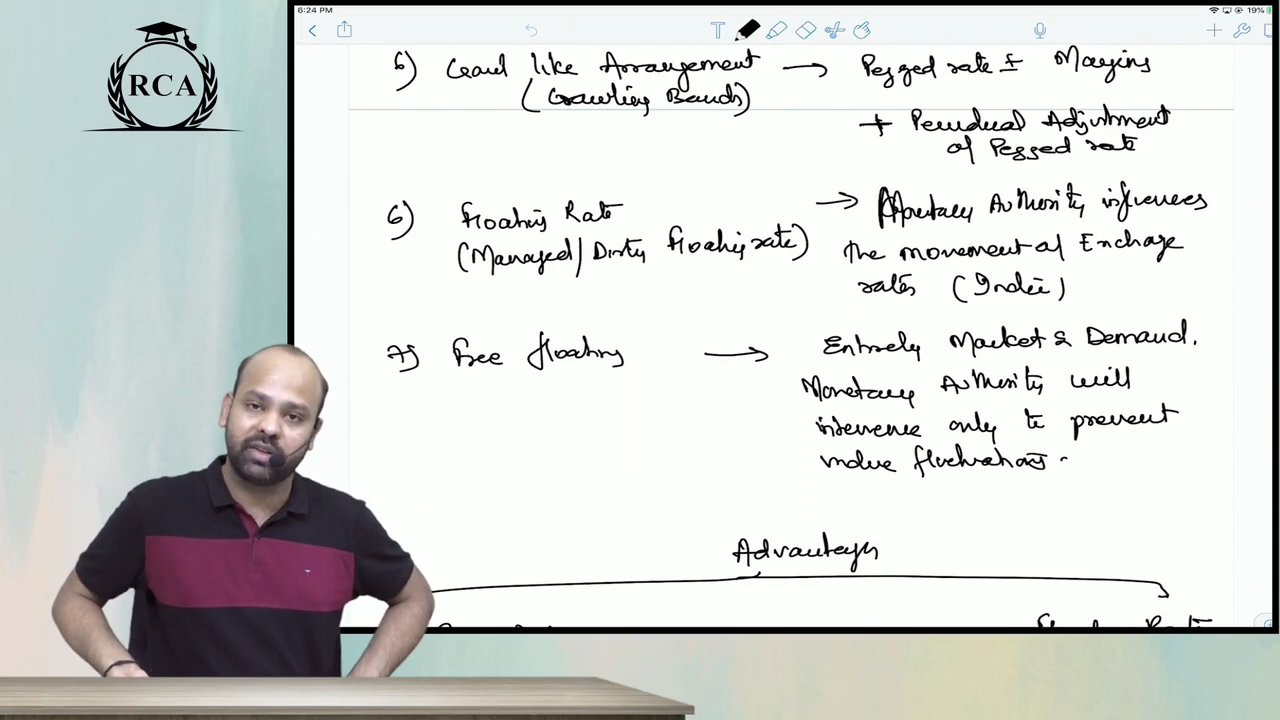 RCA
6:24 PM
19%
T
Crawl like Arrangement → Pegged rate ± Margins
(Crawling Bands)
+ Periodical Adjustment
of Pegged rate
6) Floating Rate → Monetary Authority influences
(Managed/Dirty floating rate) the movement of Exchange
rates (India)
7) Free floating → Entirely Market & Demand.
Monetary Authority will
intervene only to prevent
undue fluctuations.
Advantages